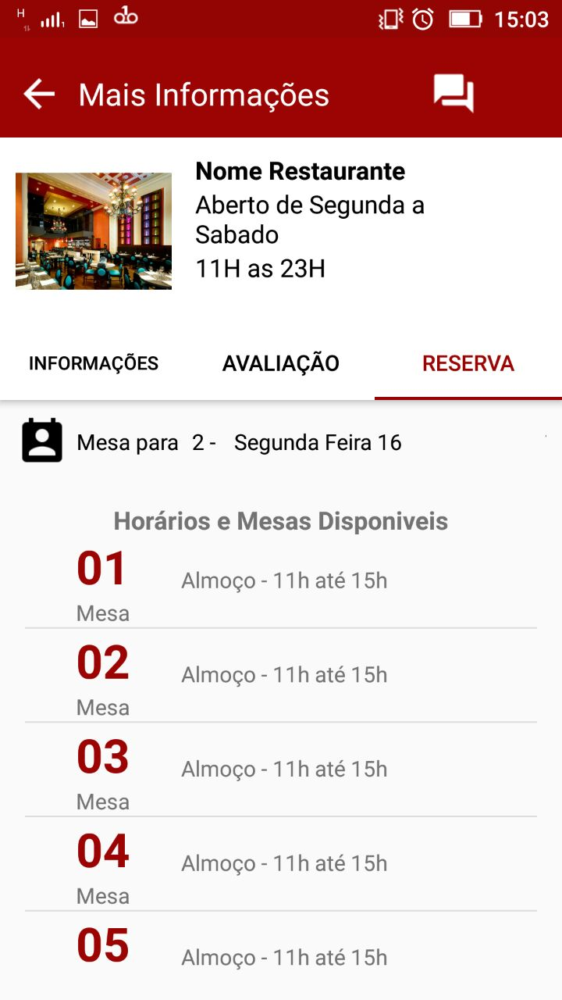 H
1
15:03
Mais Informações
Nome Restaurante
Aberto de Segunda a
Sabado
11H as 23H
INFORMAÇÕES
AVALIAÇÃO
RESERVA
Mesa para 2 - Segunda Feira 16
Horários e Mesas Disponiveis
01
Almoço - 11h até 15h
Mesa
02
Almoço - 11h até 15h
Mesa
03
Almoço - 11h até 15h
Mesa
04
Almoço - 11h até 15h
Mesa
05
Almoço - 11h até 15h